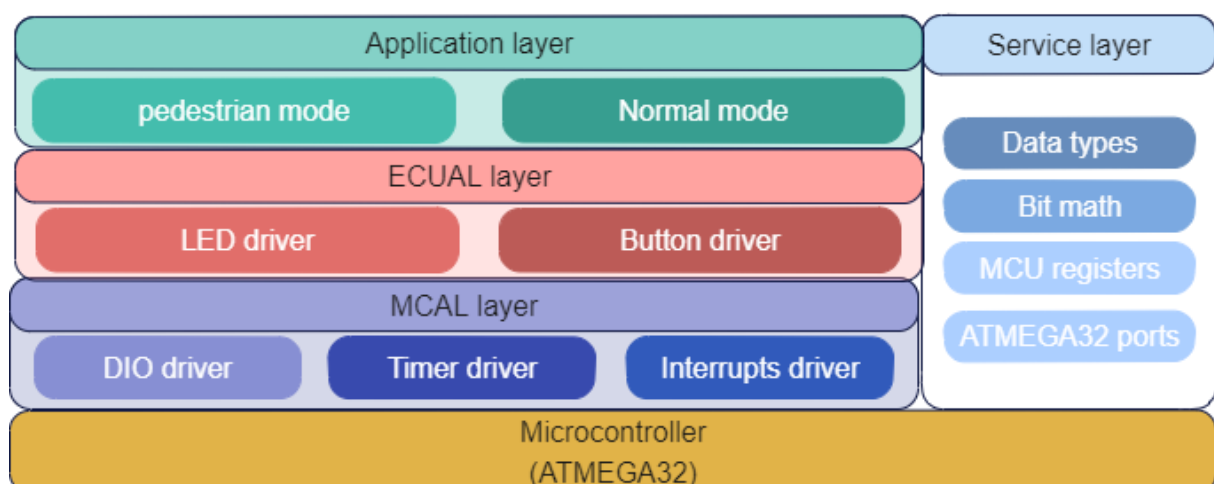 Application layer
pedestrian mode
Normal mode
ECUAL layer
LED driver
Button driver
MCAL layer
DIO driver
Timer driver
Interrupts driver
Service layer
Data types
Bit math
MCU registers
ATMEGA32 ports
Microcontroller
(ATMEGA32)